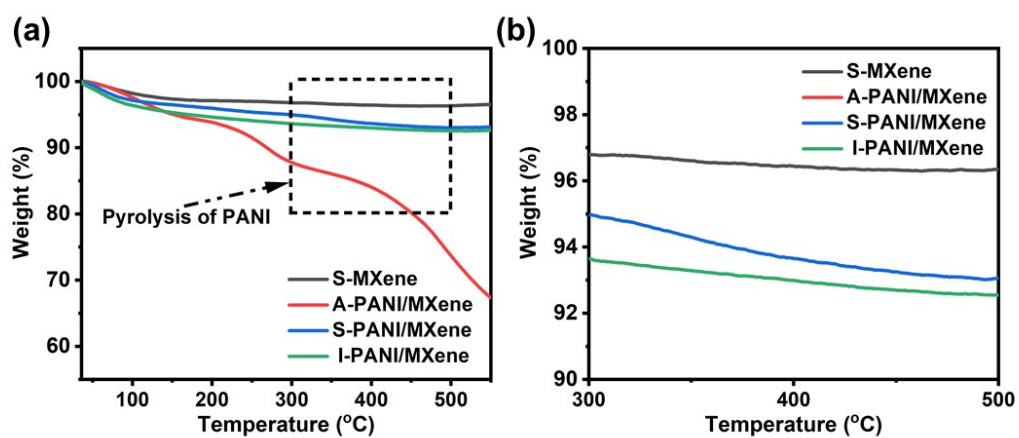 (a)
100
90
80
70
60
Weight (%)
Pyrolysis of PANI
S-MXene
A-PANI/MXene
S-PANI/MXene
I-PANI/MXene
100 200 300 400 500
Temperature (°C)
(b)
100
98
96
94
92
90
Weight (%)
S-MXene
A-PANI/MXene
S-PANI/MXene
I-PANI/MXene
300 400 500
Temperature (°C)